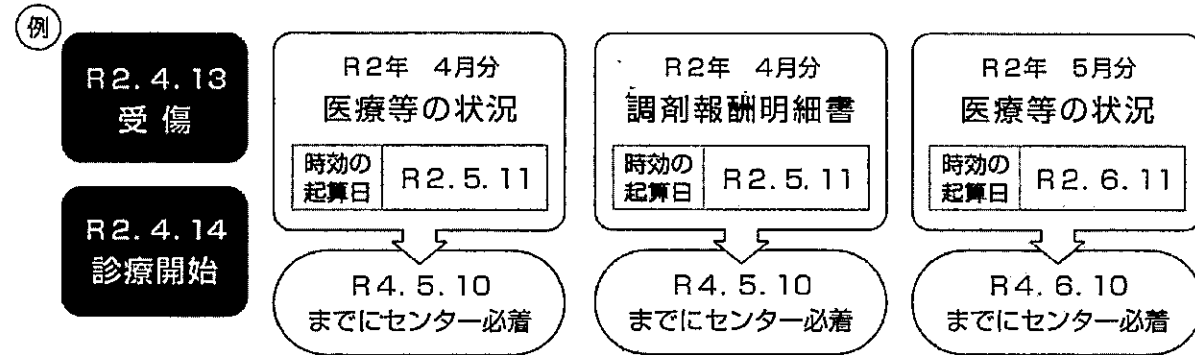 例
R2.4.13
受傷
R2.4.14
診療開始
R2年 4月分
医療等の状況
時効の
起算日
R2.5.11
R4.5.10
までにセンター必着
R2年 4月分
調剤報酬明細書
時効の
起算日
R2.5.11
R4.5.10
までにセンター必着
R2年 5月分
医療等の状況
時効の
起算日
R2.6.11
R4.6.10
までにセンター必着